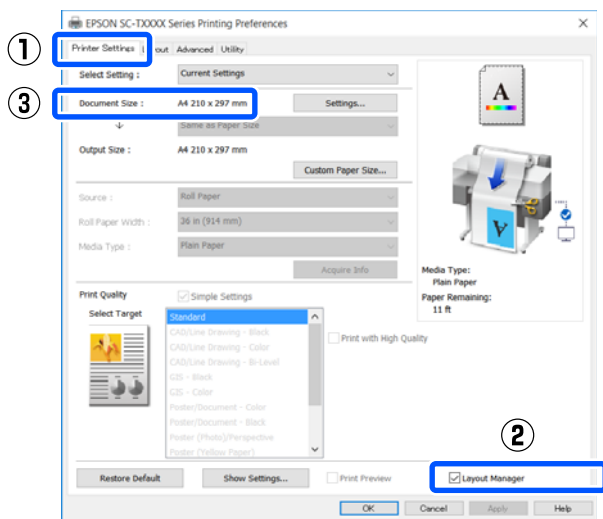 EPSON SC-TXXXX Series Printing Preferences
①
Printer Settings out Advanced Utility
Select Setting : Current Settings
③
Document Size : A4 210 x 297 mm Settings...
Same as Paper Size
Output Size : A4 210 x 297 mm
Custom Paper Size...
Source : Roll Paper
Roll Paper Width : 36 in (914 mm)
Media Type : Plain Paper
Acquire Info
A
A
Media Type:
Plain Paper
Paper Remaining:
11 ft
Print Quality Simple Settings
Select Target
Standard
CAD/Line Drawing - Black
CAD/Line Drawing - Color
CAD/Line Drawing - Bi-Level
GIS - Black
GIS - Color
Poster/Document - Color
Poster/Document - Black
Poster (Photo)/Perspective
Poster (Yellow Paper)
Print with High Quality
②
Restore Default Show Settings... Print Preview Layout Manager
OK Cancel Apply Help